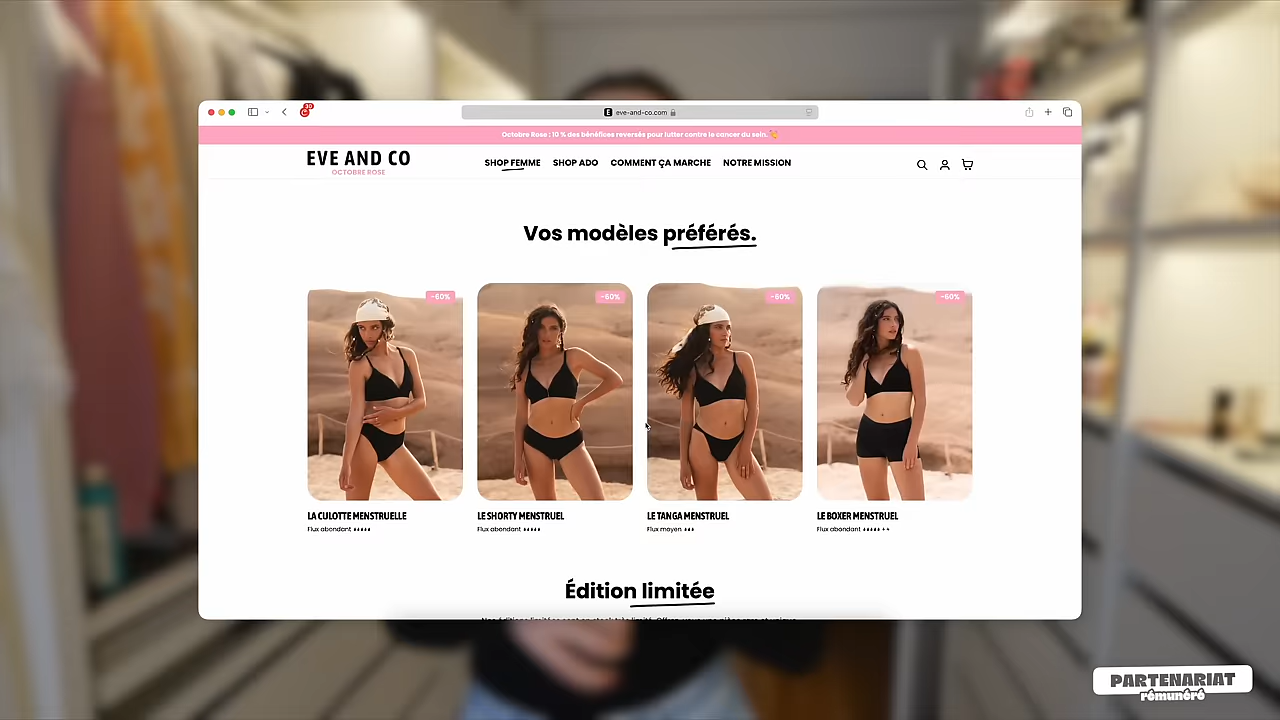 30
eve-and-co.com
Octobre Rose : 10 % des bénéfices reversés pour lutter contre le cancer du sein.
EVE AND CO
OCTOBRE ROSE
SHOP FEMME
SHOP ADO
COMMENT ÇA MARCHE
NOTRE MISSION
Vos modèles préférés.
-60%
-60%
-60%
-60%
LA CULOTTE MENSTRUELLE
Flux abondant
LE SHORTY MENSTRUEL
Flux abondant
LE TANGA MENSTRUEL
Flux moyen
LE BOXER MENSTRUEL
Flux abondant
Édition limitée
PARTENARIAT
rémunéré